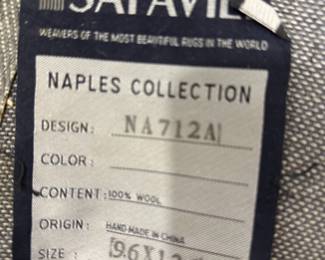 SAFAVIE
WEAVERS OF THE MOST BEAUTIFUL RUGS IN THE WORLD
NAPLES COLLECTION
DESIGN: NA712A
COLOR:
CONTENT: 100% WOOL
ORIGIN: HAND MADE IN CHINA
SIZE: